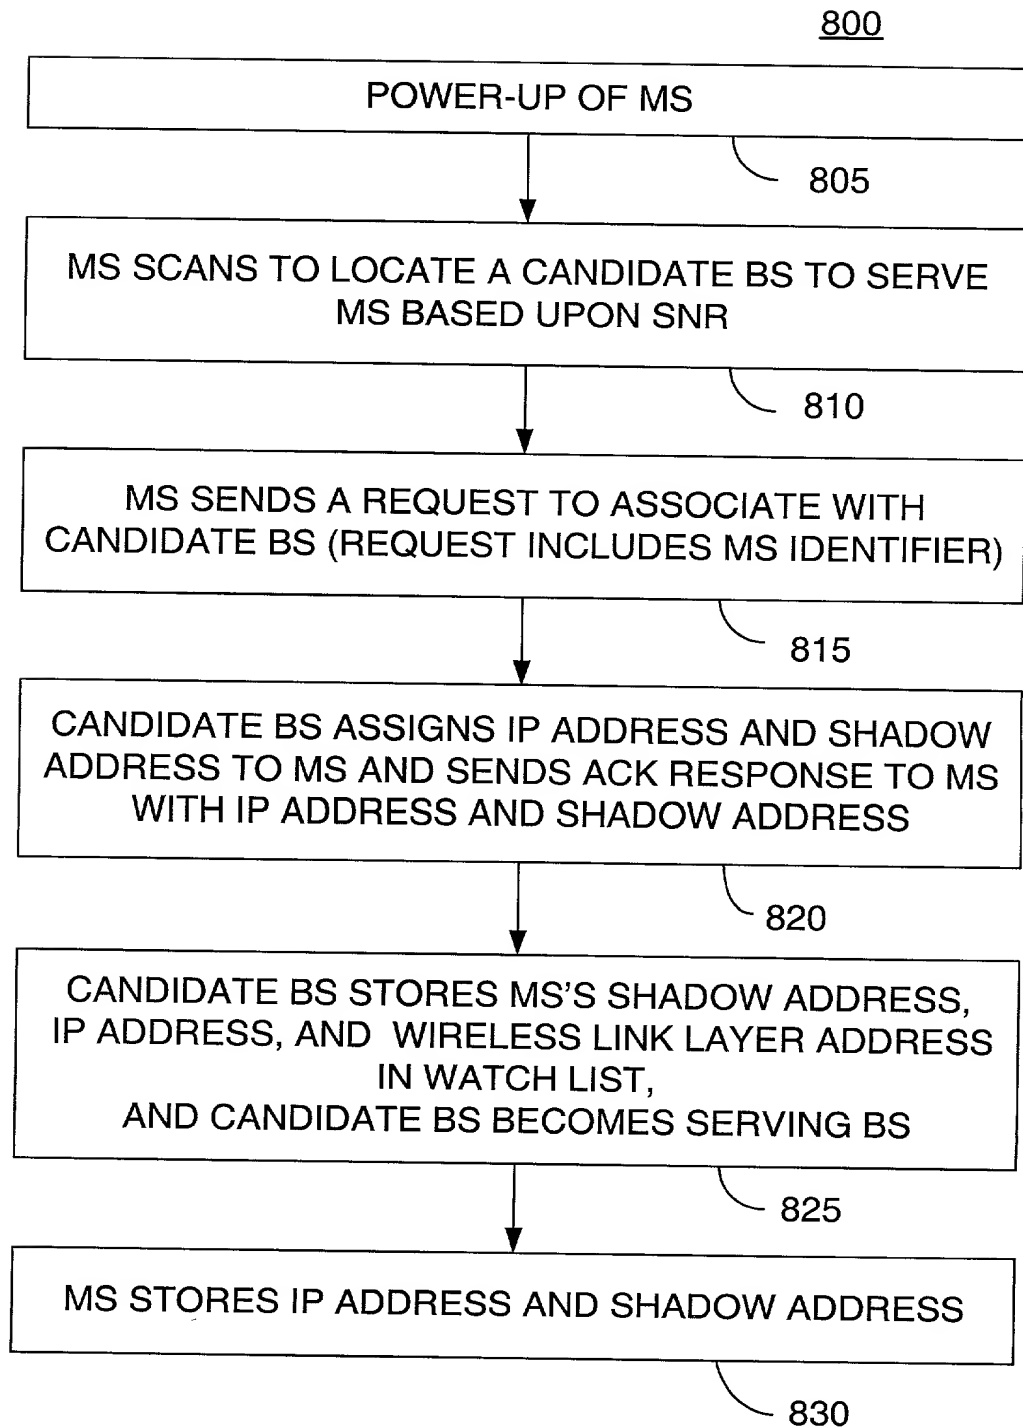 800
POWER-UP OF MS
805
MS SCANS TO LOCATE A CANDIDATE BS TO SERVE
MS BASED UPON SNR
810
MS SENDS A REQUEST TO ASSOCIATE WITH
CANDIDATE BS (REQUEST INCLUDES MS IDENTIFIER)
815
CANDIDATE BS ASSIGNS IP ADDRESS AND SHADOW
ADDRESS TO MS AND SENDS ACK RESPONSE TO MS
WITH IP ADDRESS AND SHADOW ADDRESS
820
CANDIDATE BS STORES MS'S SHADOW ADDRESS,
IP ADDRESS, AND WIRELESS LINK LAYER ADDRESS
IN WATCH LIST,
AND CANDIDATE BS BECOMES SERVING BS
825
MS STORES IP ADDRESS AND SHADOW ADDRESS
830